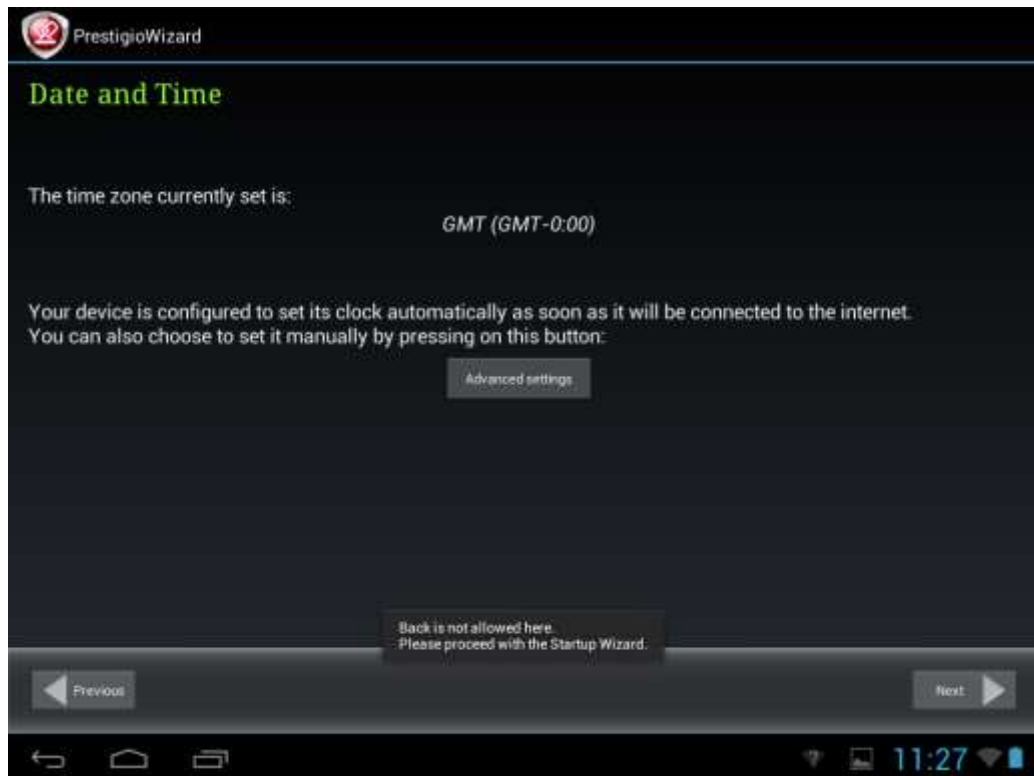 PrestigioWizard
Date and Time
The time zone currently set is:
GMT (GMT-0:00)
Your device is configured to set its clock automatically as soon as it will be connected to the internet.
You can also choose to set it manually by pressing on this button:
Advanced settings
Back is not allowed here.
Please proceed with the Startup Wizard.
Previous
Next
11:27